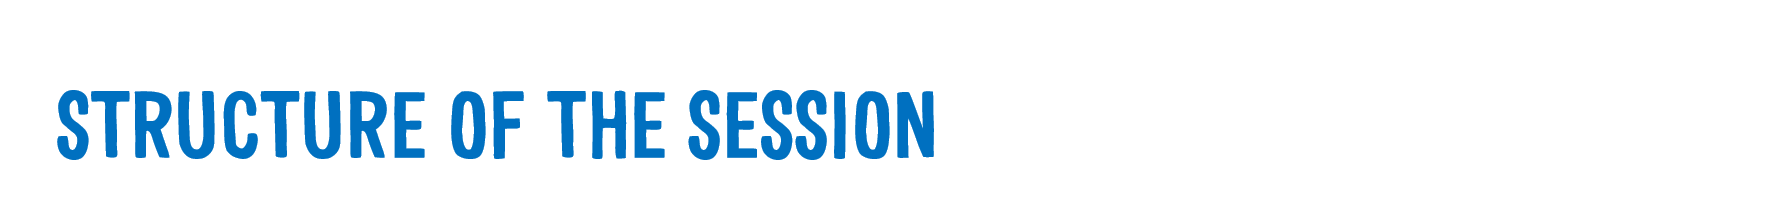 STRUCTURE OF THE SESSION